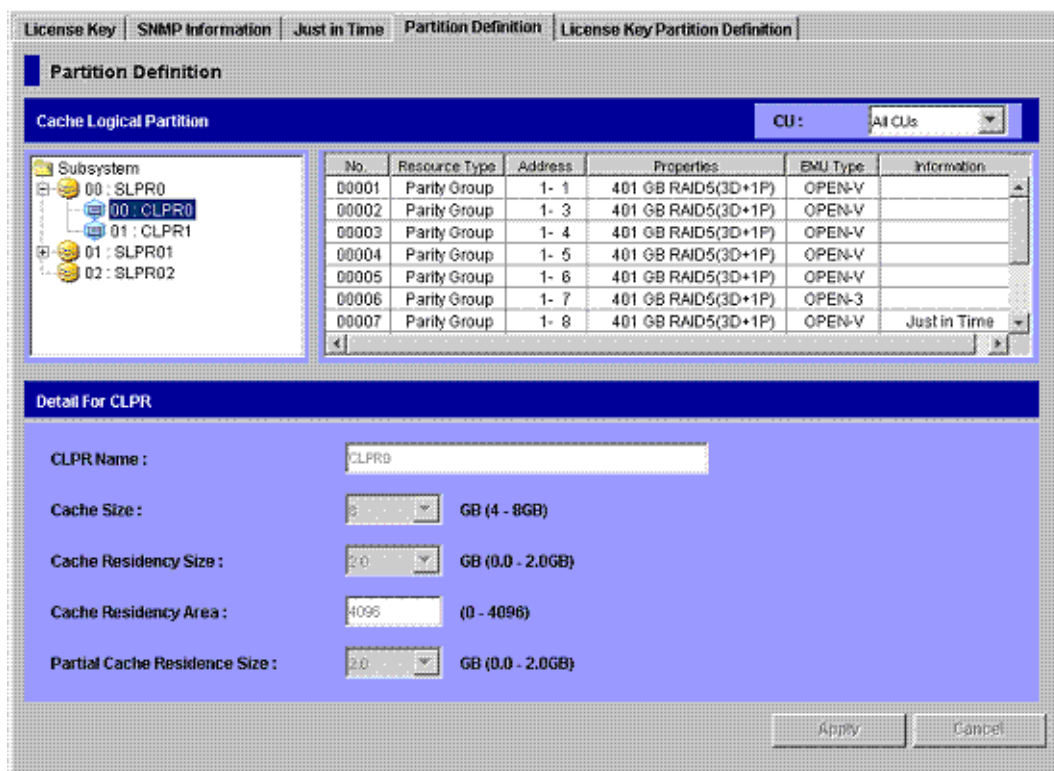 License Key SNMP Information Just in Time Partition Definition License Key Partition Definition
Partition Definition
Cache Logical Partition CU : All CUs
Subsystem
00 : SLPR0
00 : CLPR0
01 : CLPR1
01 : SLPR01
02 : SLPR02
No. Resource Type Address Properties EMU Type Information
00001 Parity Group 1- 1 401 GB RAID5(3D+1P) OPEN-V
00002 Parity Group 1- 3 401 GB RAID5(3D+1P) OPEN-V
00003 Parity Group 1- 4 401 GB RAID5(3D+1P) OPEN-V
00004 Parity Group 1- 5 401 GB RAID5(3D+1P) OPEN-V
00005 Parity Group 1- 6 401 GB RAID5(3D+1P) OPEN-V
00006 Parity Group 1- 7 401 GB RAID5(3D+1P) OPEN-3
00007 Parity Group 1- 8 401 GB RAID5(3D+1P) OPEN-V Just in Time
Detail For CLPR
CLPR Name : CLPR0
Cache Size : GB (4 - 8GB)
Cache Residency Size : 2.0 GB (0.0 - 2.0GB)
Cache Residency Area : 4096 (0 - 4096)
Partial Cache Residence Size : 2.0 GB (0.0 - 2.0GB)
Apply Cancel